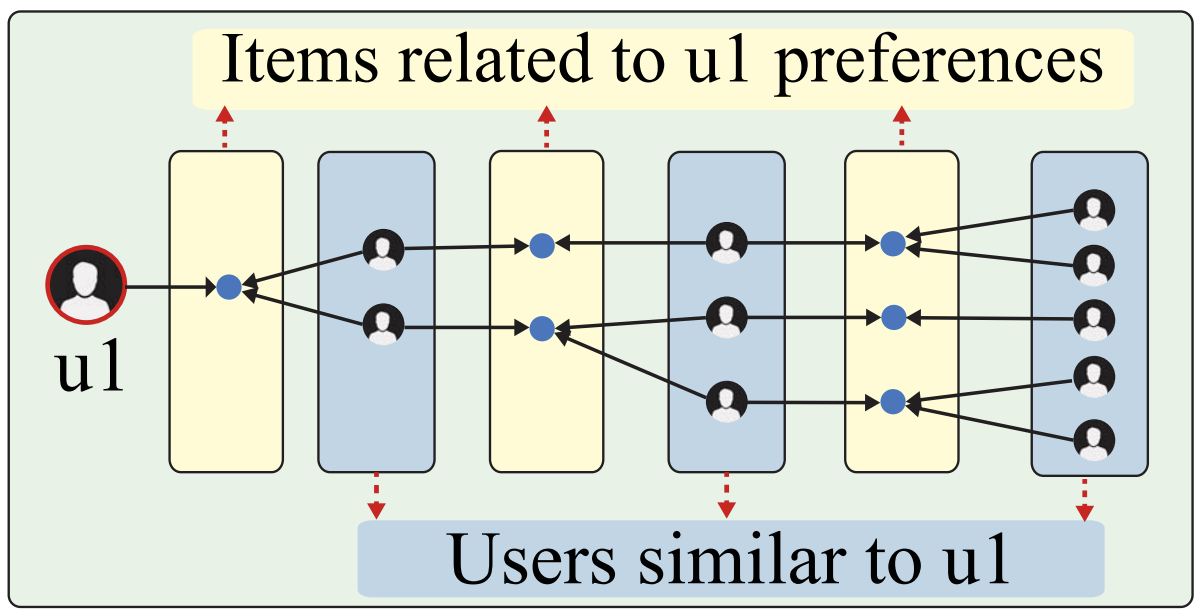 Items related to u1 preferences
u1
Users similar to u1